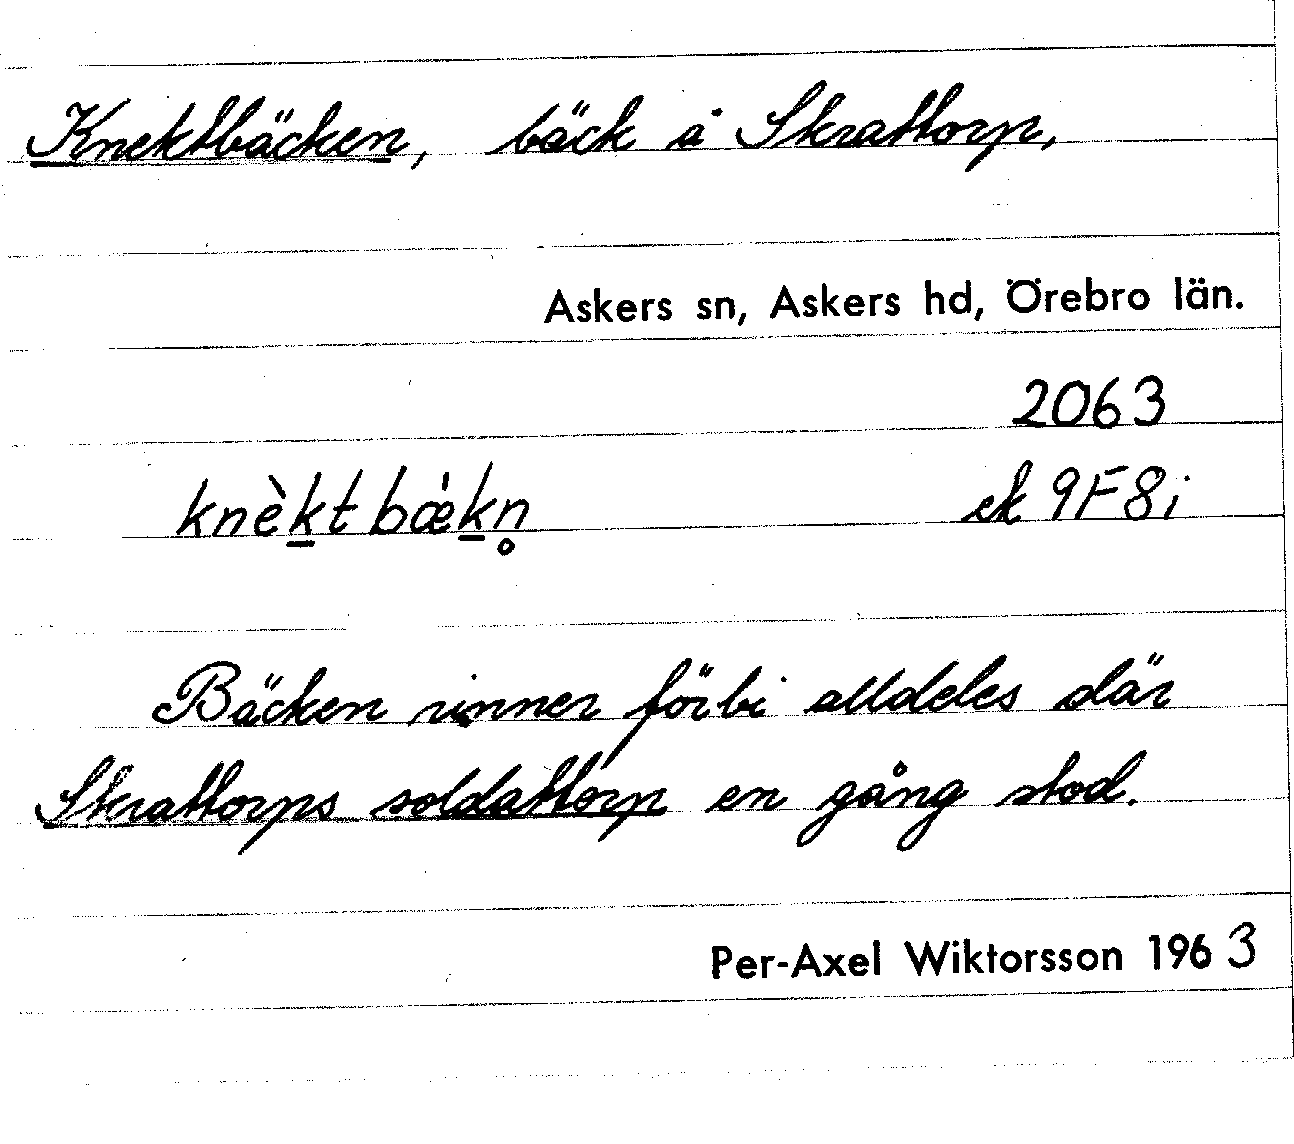 Knektbäcken, bäck å Skrattorp,
Askers sn, Askers hd, Örebro län.
2063
knèktbǽkn̥ ek 9F8i
Bäcken rinner förbi alldeles där
Skrattorps soldattorp en gång stod.
Per-Axel Wiktorsson 1963